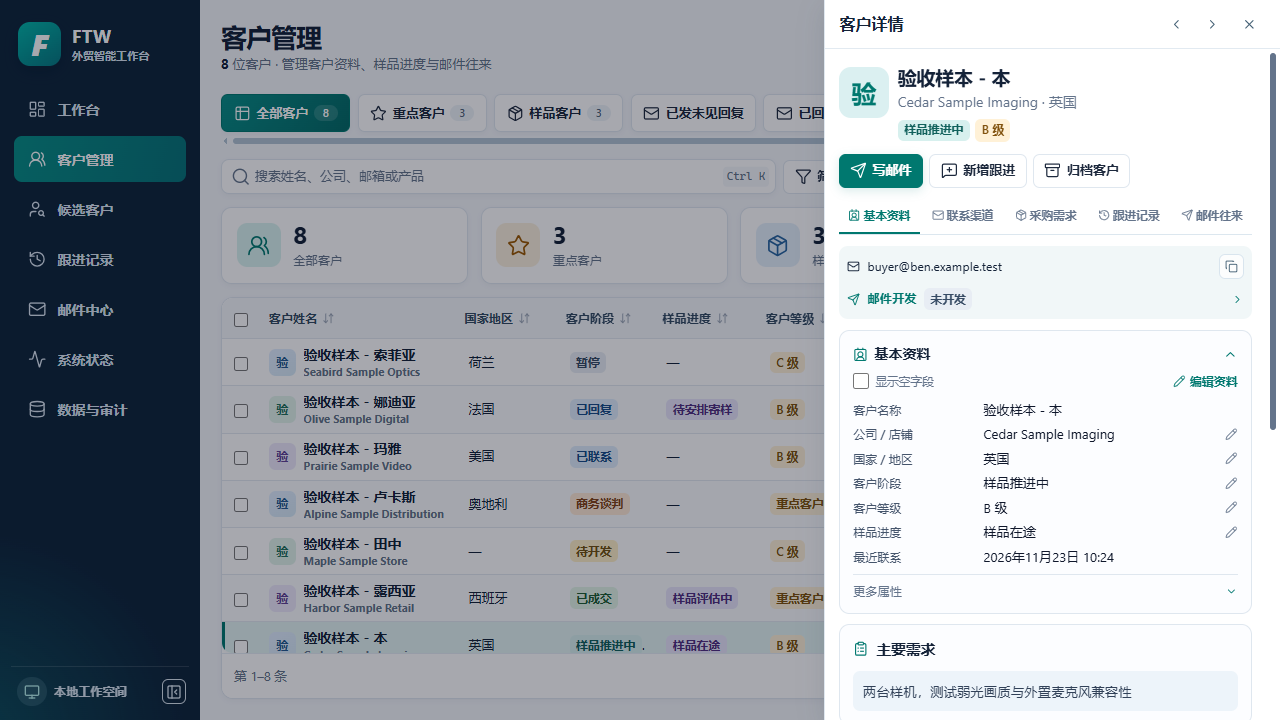 FTW
外贸智能工作台
工作台
客户管理
候选客户
跟进记录
邮件中心
系统状态
数据与审计
本地工作空间
客户管理
8 位客户 · 管理客户资料、样品进度与邮件往来
全部客户 8
重点客户 3
样品客户 3
已发未见回复
已回
搜索姓名、公司、邮箱或产品
Ctrl K
8
全部客户
3
重点客户
3
客户姓名 国家地区 客户阶段 样品进度 客户等级
验 验收样本 - 索菲亚 荷兰 暂停 — C 级
Seabird Sample Optics
验 验收样本 - 娜迪亚 法国 已回复 待安排寄样 B 级
Olive Sample Digital
验 验收样本 - 玛雅 美国 已联系 — B 级
Prairie Sample Video
验 验收样本 - 卢卡斯 奥地利 商务谈判 — 重点客户
Alpine Sample Distribution
验 验收样本 - 田中 — 待开发 — C 级
Maple Sample Store
验 验收样本 - 露西亚 西班牙 已成交 样品评估中 重点客户
Harbor Sample Retail
验 验收样本 - 本 英国 样品推进中 样品在途 B 级
第 1–8 条
客户详情
验
验收样本 - 本
Cedar Sample Imaging · 英国
样品推进中 B 级
写邮件
新增跟进
归档客户
基本资料
联系渠道
采购需求
跟进记录
邮件往来
buyer@ben.example.test
邮件开发 未开发
基本资料
显示空字段
编辑资料
客户名称 验收样本 - 本
公司 / 店铺 Cedar Sample Imaging
国家 / 地区 英国
客户阶段 样品推进中
客户等级 B 级
样品进度 样品在途
最近联系 2026年11月23日 10:24
更多属性
主要需求
两台样机，测试弱光画质与外置麦克风兼容性